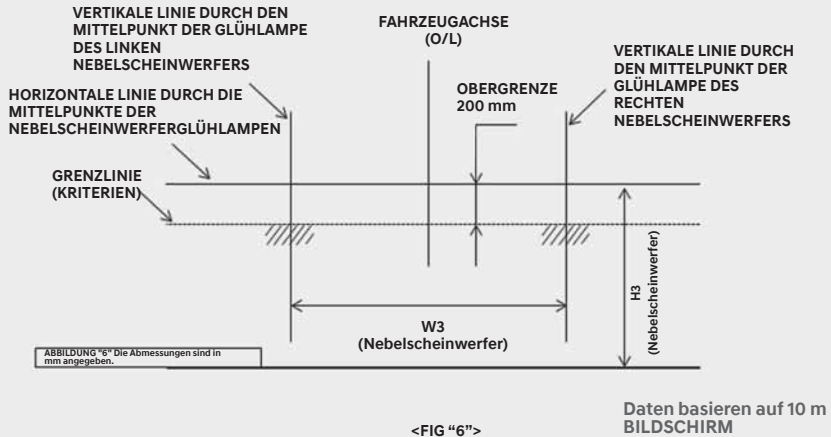 VERTIKALE LINIE DURCH DEN
MITTELPUNKT DER GLÜHLAMPE
DES LINKEN
NEBELSCHEINWERFERS
FAHRZEUGACHSE
(O/L)
VERTIKALE LINIE DURCH
DEN MITTELPUNKT DER
GLÜHLAMPE DES
RECHTEN
NEBELSCHEINWERFERS
OBERGRENZE
200 mm
HORIZONTALE LINIE DURCH DIE
MITTELPUNKTE DER
NEBELSCHEINWERFERGLÜHLAMPEN
GRENZLINIE
(KRITERIEN)
H3
(Nebelscheinwerfer)
W3
(Nebelscheinwerfer)
ABBILDUNG "6" Die Abmessungen sind in
mm angegeben.
Daten basieren auf 10 m
BILDSCHIRM
<FIG “6”>